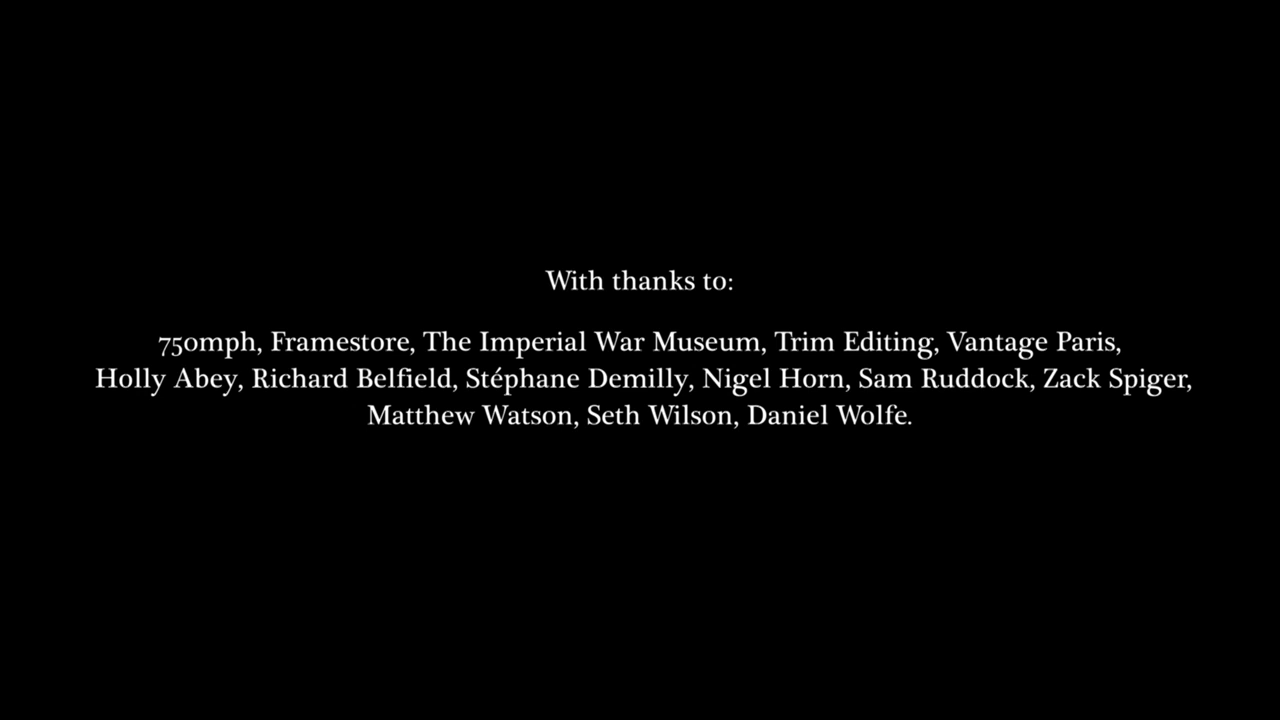 With thanks to:
750mph, Framestore, The Imperial War Museum, Trim Editing, Vantage Paris,
Holly Abey, Richard Belfield, Stéphane Demilly, Nigel Horn, Sam Ruddock, Zack Spiger,
Matthew Watson, Seth Wilson, Daniel Wolfe.